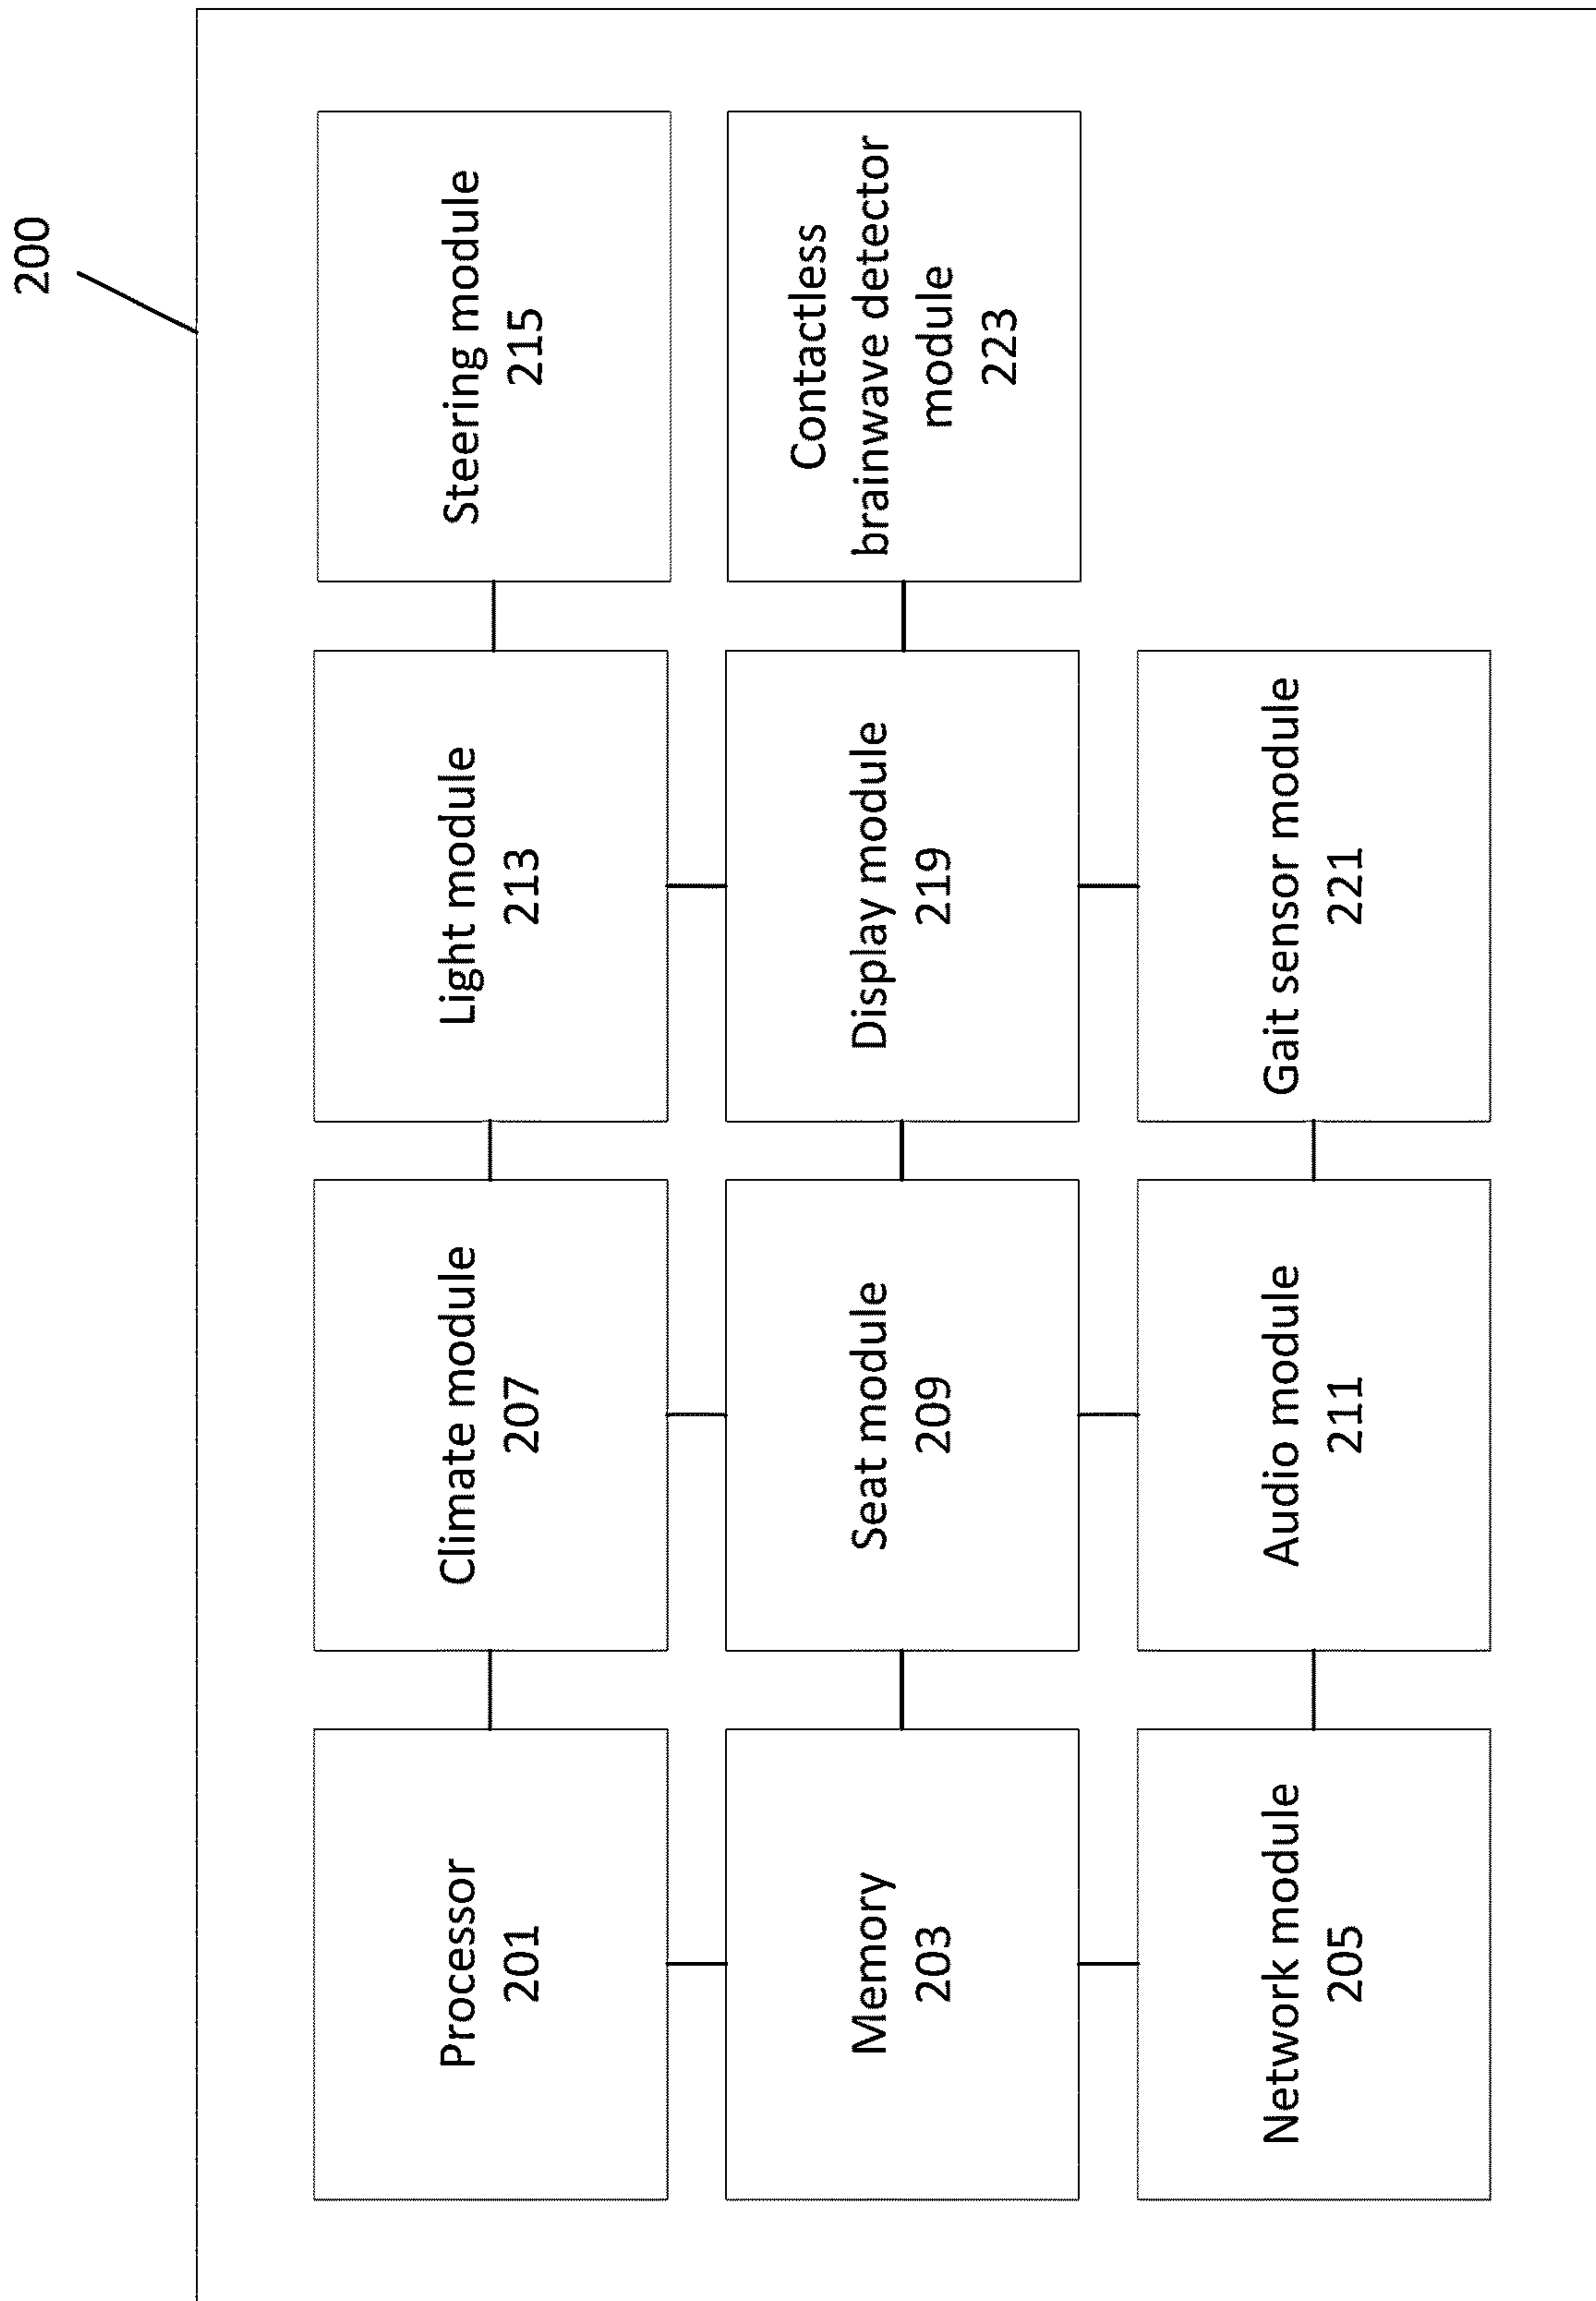 200
Processor
201
Climate module
207
Light module
213
Steering module
215
Memory
203
Seat module
209
Display module
219
Contactless
brainwave detector
module
223
Network module
205
Audio module
211
Gait sensor module
221